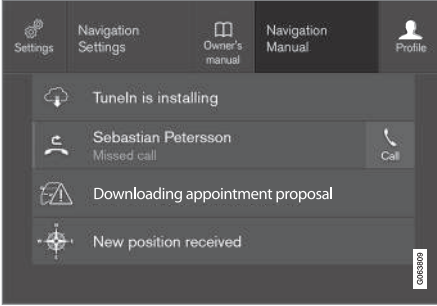 Settings
Navigation
Settings
Owner's
manual
Navigation
Manual
Profile
TuneIn is installing
Sebastian Petersson
Missed call
Call
Downloading appointment proposal
New position received
G063809